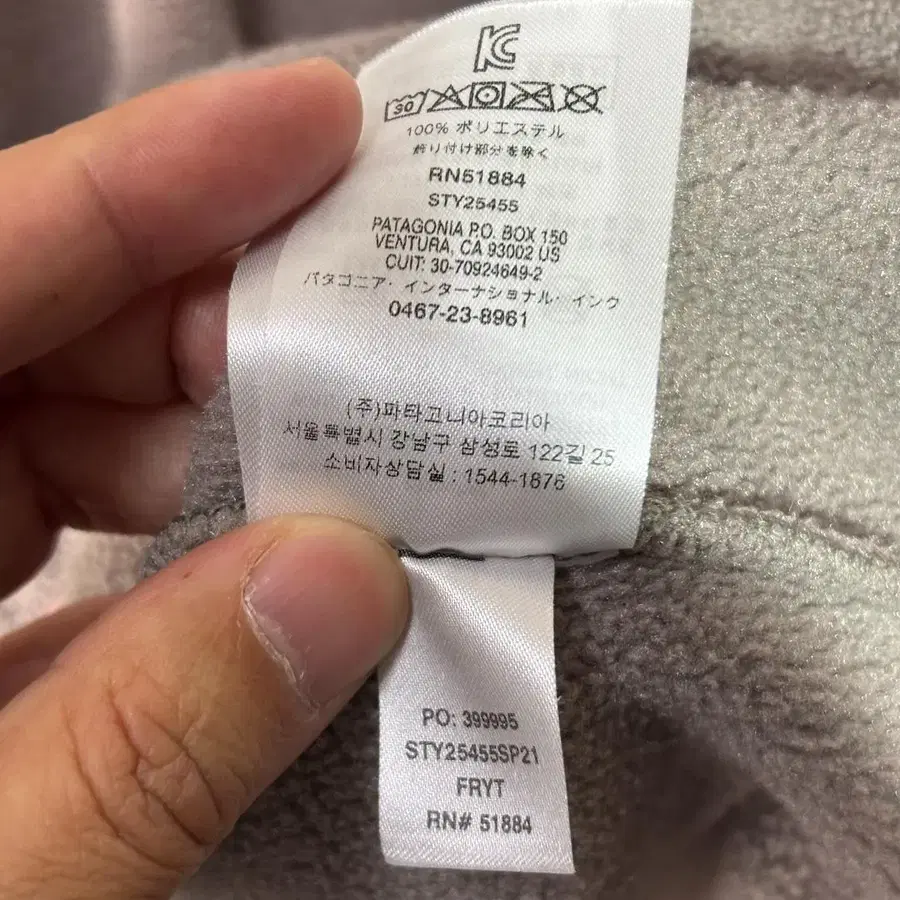 30
100% ポリエステル
飾り付け部分を除く
RN51884
STY25455
PATAGONIA P.O. BOX 150
VENTURA, CA 93002 US
CUIT: 30-70924649-2
パタゴニア・インターナショナル・インク
0467-23-8961
(주)파타고니아코리아
서울특별시 강남구 삼성로 122길 25
소비자상담실 : 1544-1876
PO: 399995
STY25455SP21
FRYT
RN# 51884